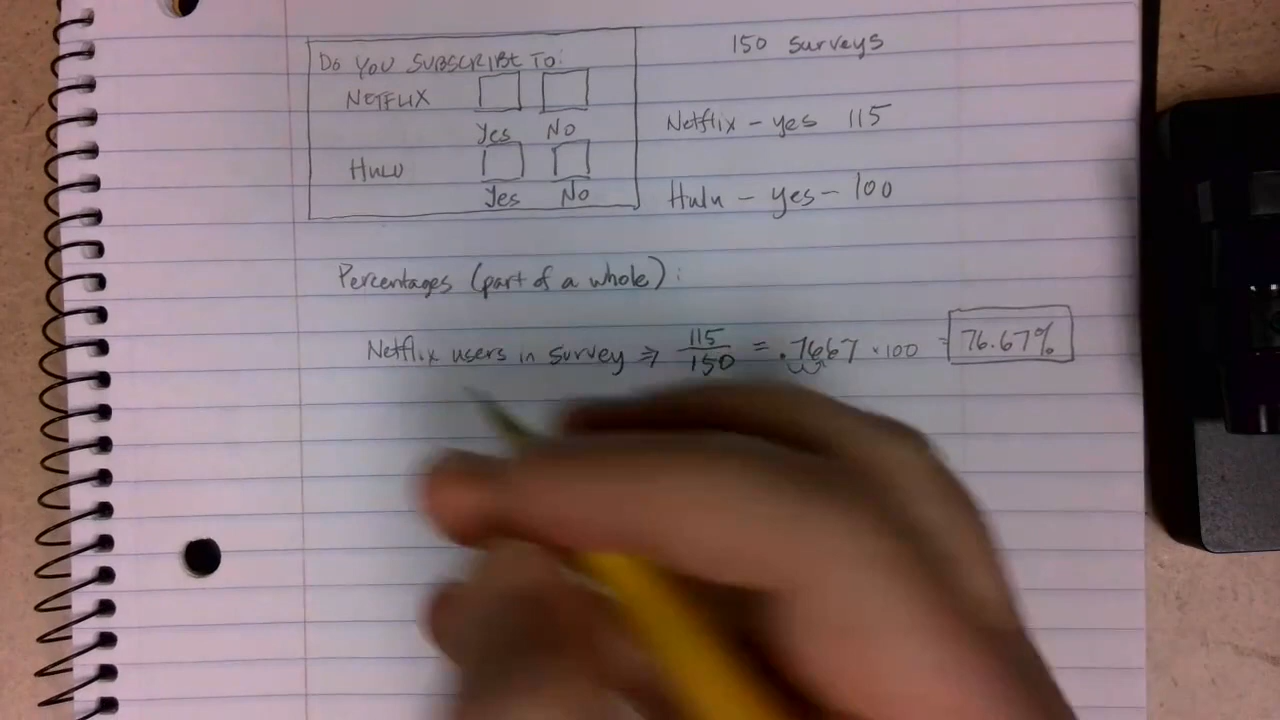 Do YOU SUBSCRIBE TO:
NETFLIX
Yes No
HULU
Yes No
150 surveys
Netflix - yes 115
Hulu - yes - 100
Percentages (part of a whole):
Netflix users in survey ⇒ 115/150 = .7667 × 100 = 76.67%